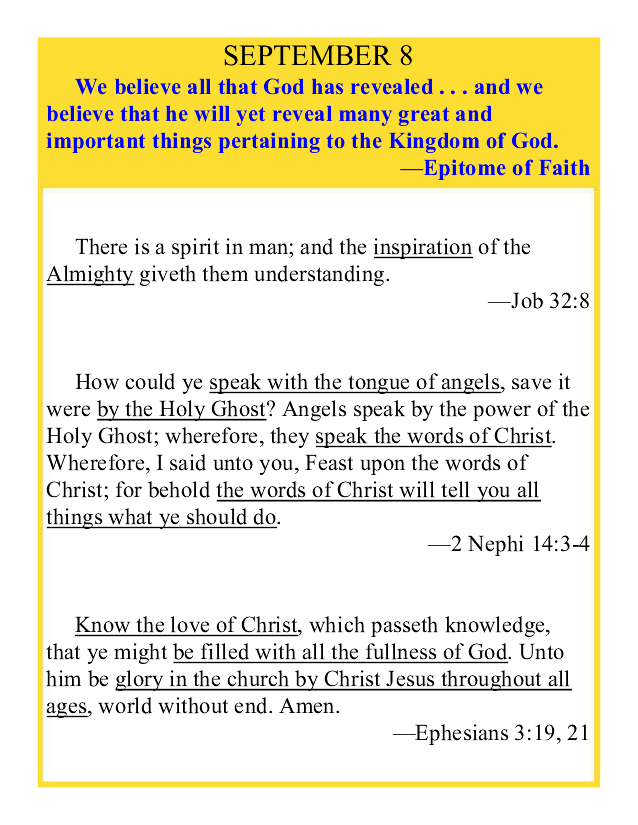 SEPTEMBER 8
We believe all that God has revealed . . . and we
believe that he will yet reveal many great and
important things pertaining to the Kingdom of God.
—Epitome of Faith
There is a spirit in man; and the inspiration of the
Almighty giveth them understanding.
—Job 32:8
How could ye speak with the tongue of angels, save it
were by the Holy Ghost? Angels speak by the power of the
Holy Ghost; wherefore, they speak the words of Christ.
Wherefore, I said unto you, Feast upon the words of
Christ; for behold the words of Christ will tell you all
things what ye should do.
—2 Nephi 14:3-4
Know the love of Christ, which passeth knowledge,
that ye might be filled with all the fullness of God. Unto
him be glory in the church by Christ Jesus throughout all
ages, world without end. Amen.
—Ephesians 3:19, 21